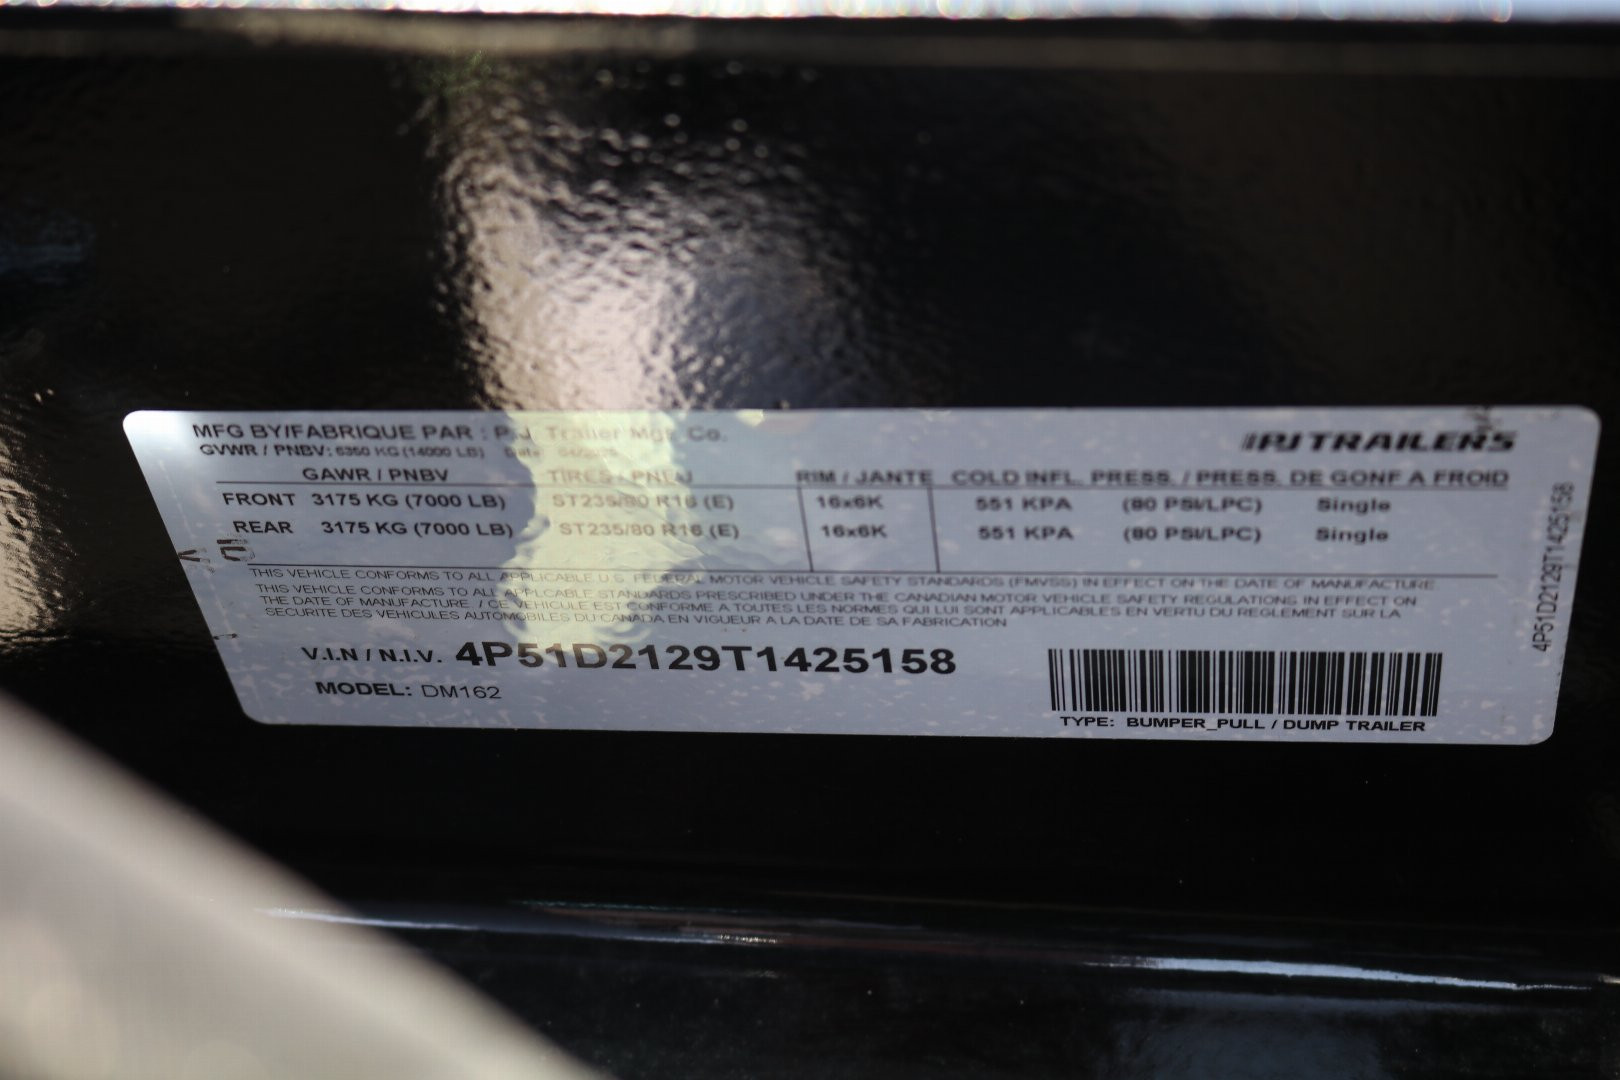 MFG BY/FABRIQUE PAR : PJ Trailer Mgf. Co.
PJ TRAILERS
GVWR / PNBV: 6350 KG (14000 LB) Date:
GAWR / PNBV TIRES / PNEU RIM / JANTE COLD INFL. PRESS. / PRESS. DE GONF A FROID
FRONT 3175 KG (7000 LB) ST235/80 R16 (E) 16x6K 551 KPA (80 PSI/LPC) Single
REAR 3175 KG (7000 LB) ST235/80 R16 (E) 16x6K 551 KPA (80 PSI/LPC) Single
THIS VEHICLE CONFORMS TO ALL APPLICABLE U.S. FEDERAL MOTOR VEHICLE SAFETY STANDARDS (FMVSS) IN EFFECT ON THE DATE OF MANUFACTURE
THIS VEHICLE CONFORMS TO ALL APPLICABLE STANDARDS PRESCRIBED UNDER THE CANADIAN MOTOR VEHICLE SAFETY REGULATIONS IN EFFECT ON
THE DATE OF MANUFACTURE. / CE VEHICULE EST CONFORME A TOUTES LES NORMES QUI LUI SONT APPLICABLES EN VERTU DU REGLEMENT SUR LA
SECURITE DES VEHICULES AUTOMOBILES DU CANADA EN VIGUEUR A LA DATE DE SA FABRICATION
V.I.N / N.I.V. 4P51D2129T1425158
MODEL: DM162
TYPE: BUMPER_PULL / DUMP TRAILER
4P51D2129T1425158